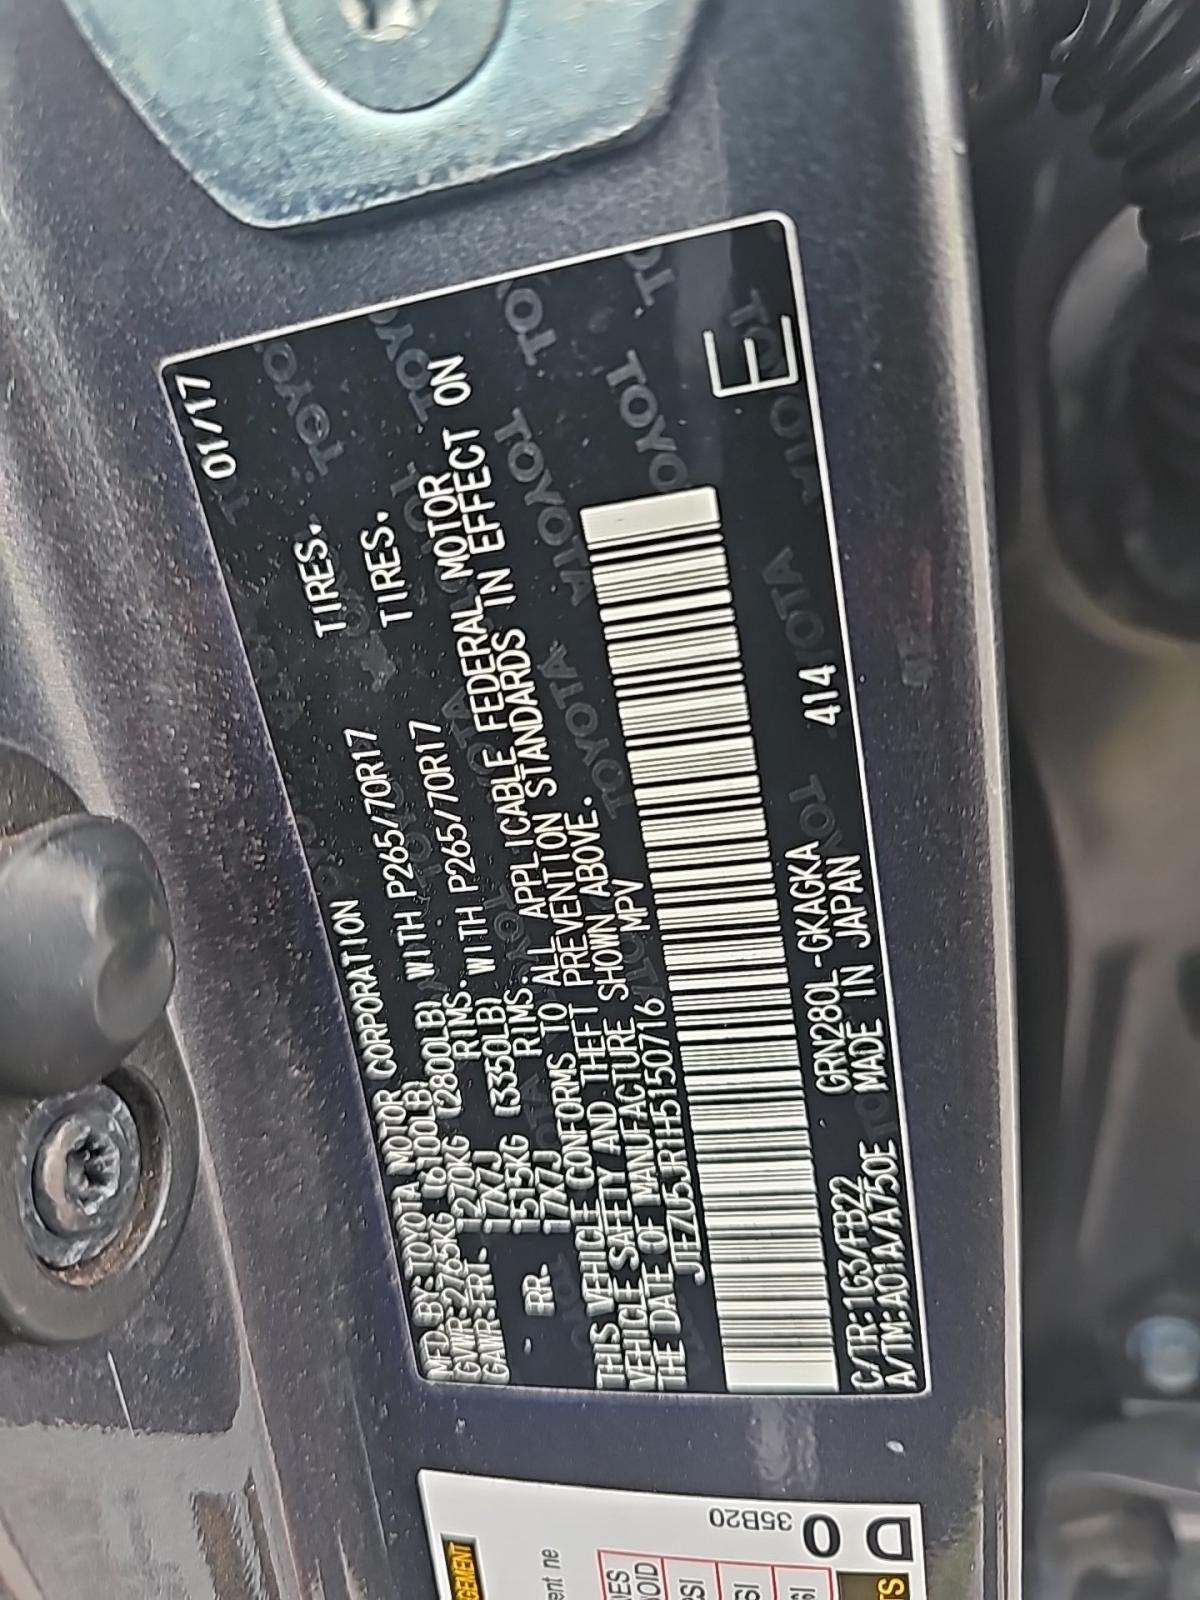 01/17
MFD BY:TOYOTA MOTOR CORPORATION
GVWR:2765KG (6100LB)
GAWR:FRT- 1270KG (2800LB) WITH P265/70R17 TIRES.
17X7J RIMS.
- RR. 1515KG (3350LB) WITH P265/70R17 TIRES.
17X7J RIMS.
THIS VEHICLE CONFORMS TO ALL APPLICABLE FEDERAL MOTOR
VEHICLE SAFETY AND THEFT PREVENTION STANDARDS IN EFFECT ON
THE DATE OF MANUFACTURE SHOWN ABOVE.
JTEZU5JR1H5150716 MPV
C/TR:1G3/FB22 GRN280L-GKAGKA 414
A/TM:A01A/A750E MADE IN JAPAN
E
35B20